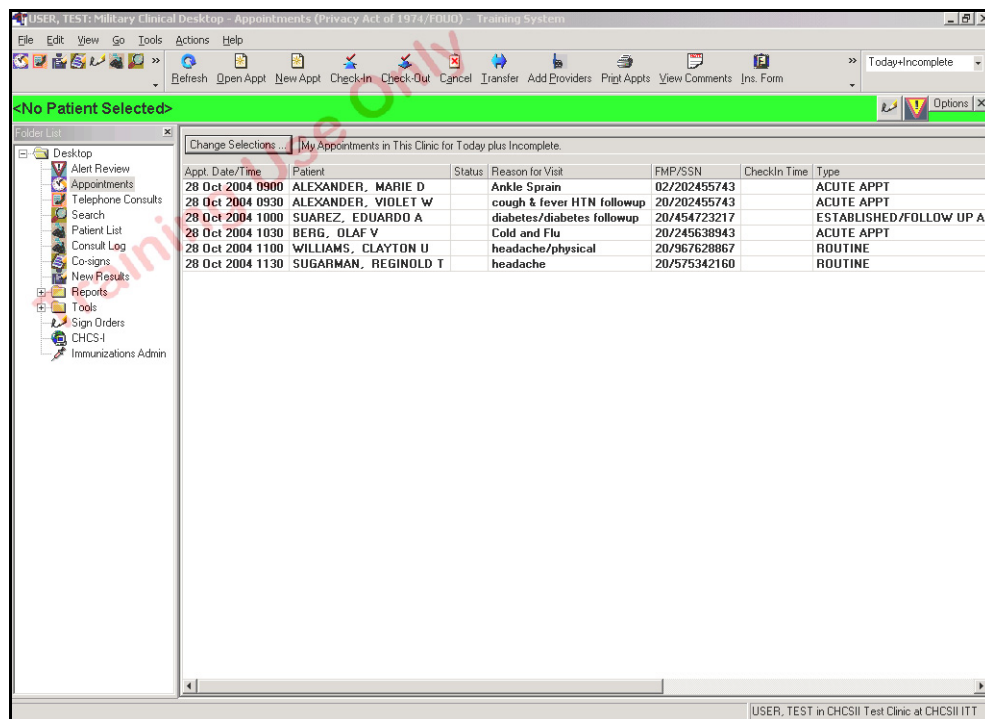 USER, TEST: Military Clinical Desktop - Appointments (Privacy Act of 1974/FOUO) - Training System
File Edit View Go Tools Actions Help
Refresh Open Appt New Appt Check-In Check-Out Cancel Transfer Add Providers Print Appts View Comments Ins. Form Today+Incomplete
<No Patient Selected> Options
Folder List
Desktop
Alert Review
Appointments
Telephone Consults
Search
Patient List
Consult Log
Co-signs
New Results
Reports
Tools
Sign Orders
CHCS-I
Immunizations Admin
Change Selections ... My Appointments in This Clinic for Today plus Incomplete.
Appt. Date/Time Patient Status Reason for Visit FMP/SSN CheckIn Time Type
28 Oct 2004 0900 ALEXANDER, MARIE D Ankle Sprain 02/202455743 ACUTE APPT
28 Oct 2004 0930 ALEXANDER, VIOLET W cough & fever HTN followup 20/202455743 ACUTE APPT
28 Oct 2004 1000 SUAREZ, EDUARDO A diabetes/diabetes followup 20/454723217 ESTABLISHED/FOLLOW UP A
28 Oct 2004 1030 BERG, OLAF V Cold and Flu 20/245638943 ACUTE APPT
28 Oct 2004 1100 WILLIAMS, CLAYTON U headache/physical 20/967628867 ROUTINE
28 Oct 2004 1130 SUGARMAN, REGINOLD T headache 20/575342160 ROUTINE
Training Use Only
USER, TEST in CHCSII Test Clinic at CHCSII ITT